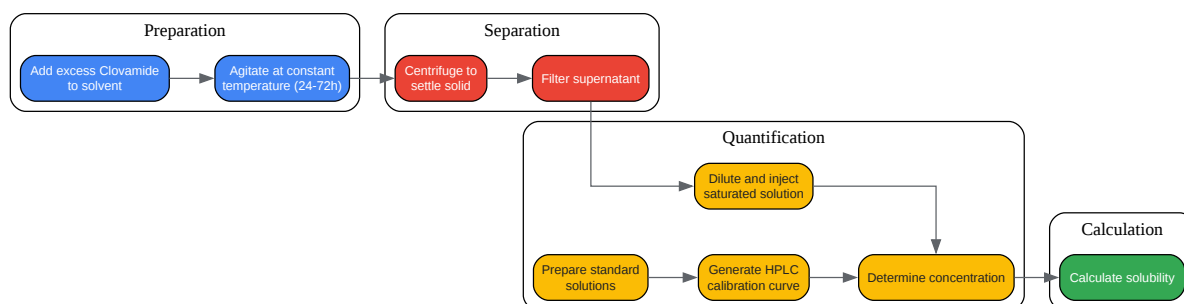 Preparation
Add excess Clovamide
to solvent
Agitate at constant
temperature (24-72h)
Separation
Centrifuge to
settle solid
Filter supernatant
Quantification
Dilute and inject
saturated solution
Prepare standard
solutions
Generate HPLC
calibration curve
Determine concentration
Calculation
Calculate solubility